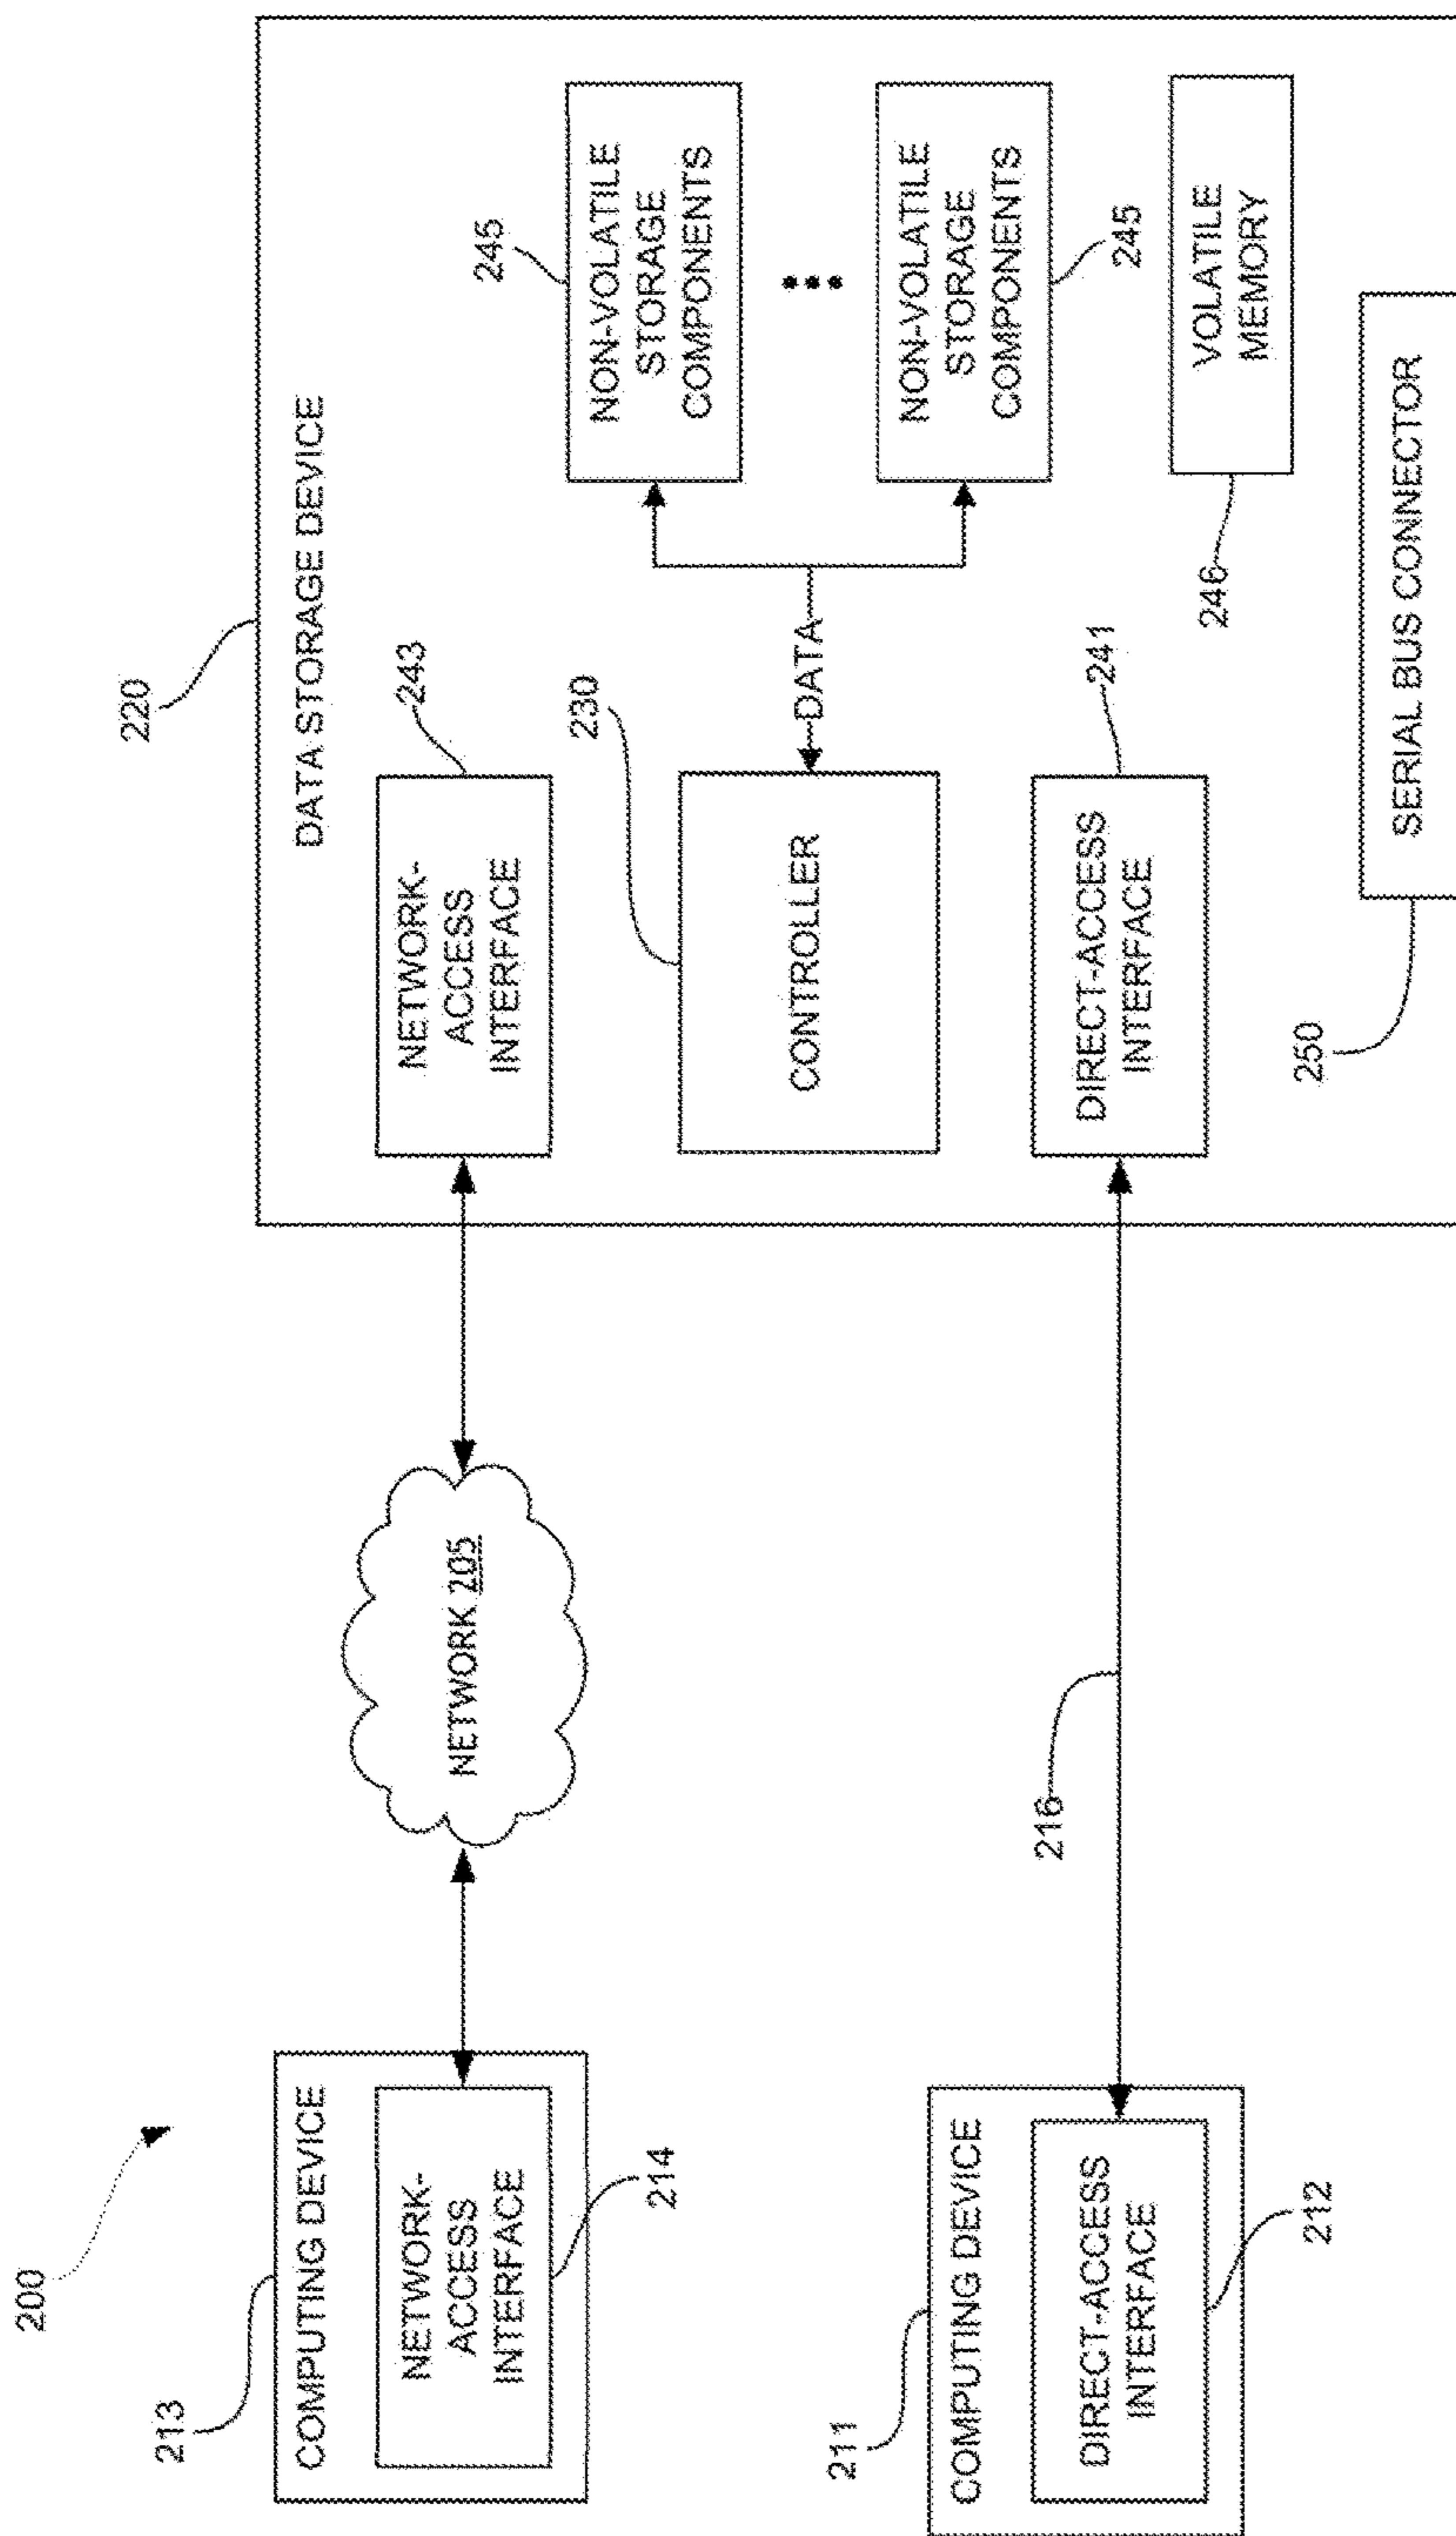 200
213
COMPUTING DEVICE
NETWORK-
ACCESS
INTERFACE
214
211
COMPUTING DEVICE
DIRECT-ACCESS
INTERFACE
212
NETWORK 205
216
220
DATA STORAGE DEVICE
NETWORK-
ACCESS
INTERFACE
243
230
CONTROLLER
DATA
DIRECT-ACCESS
INTERFACE
241
245
NON-VOLATILE
STORAGE
COMPONENTS
NON-VOLATILE
STORAGE
COMPONENTS
245
VOLATILE
MEMORY
246
250
SERIAL BUS CONNECTOR